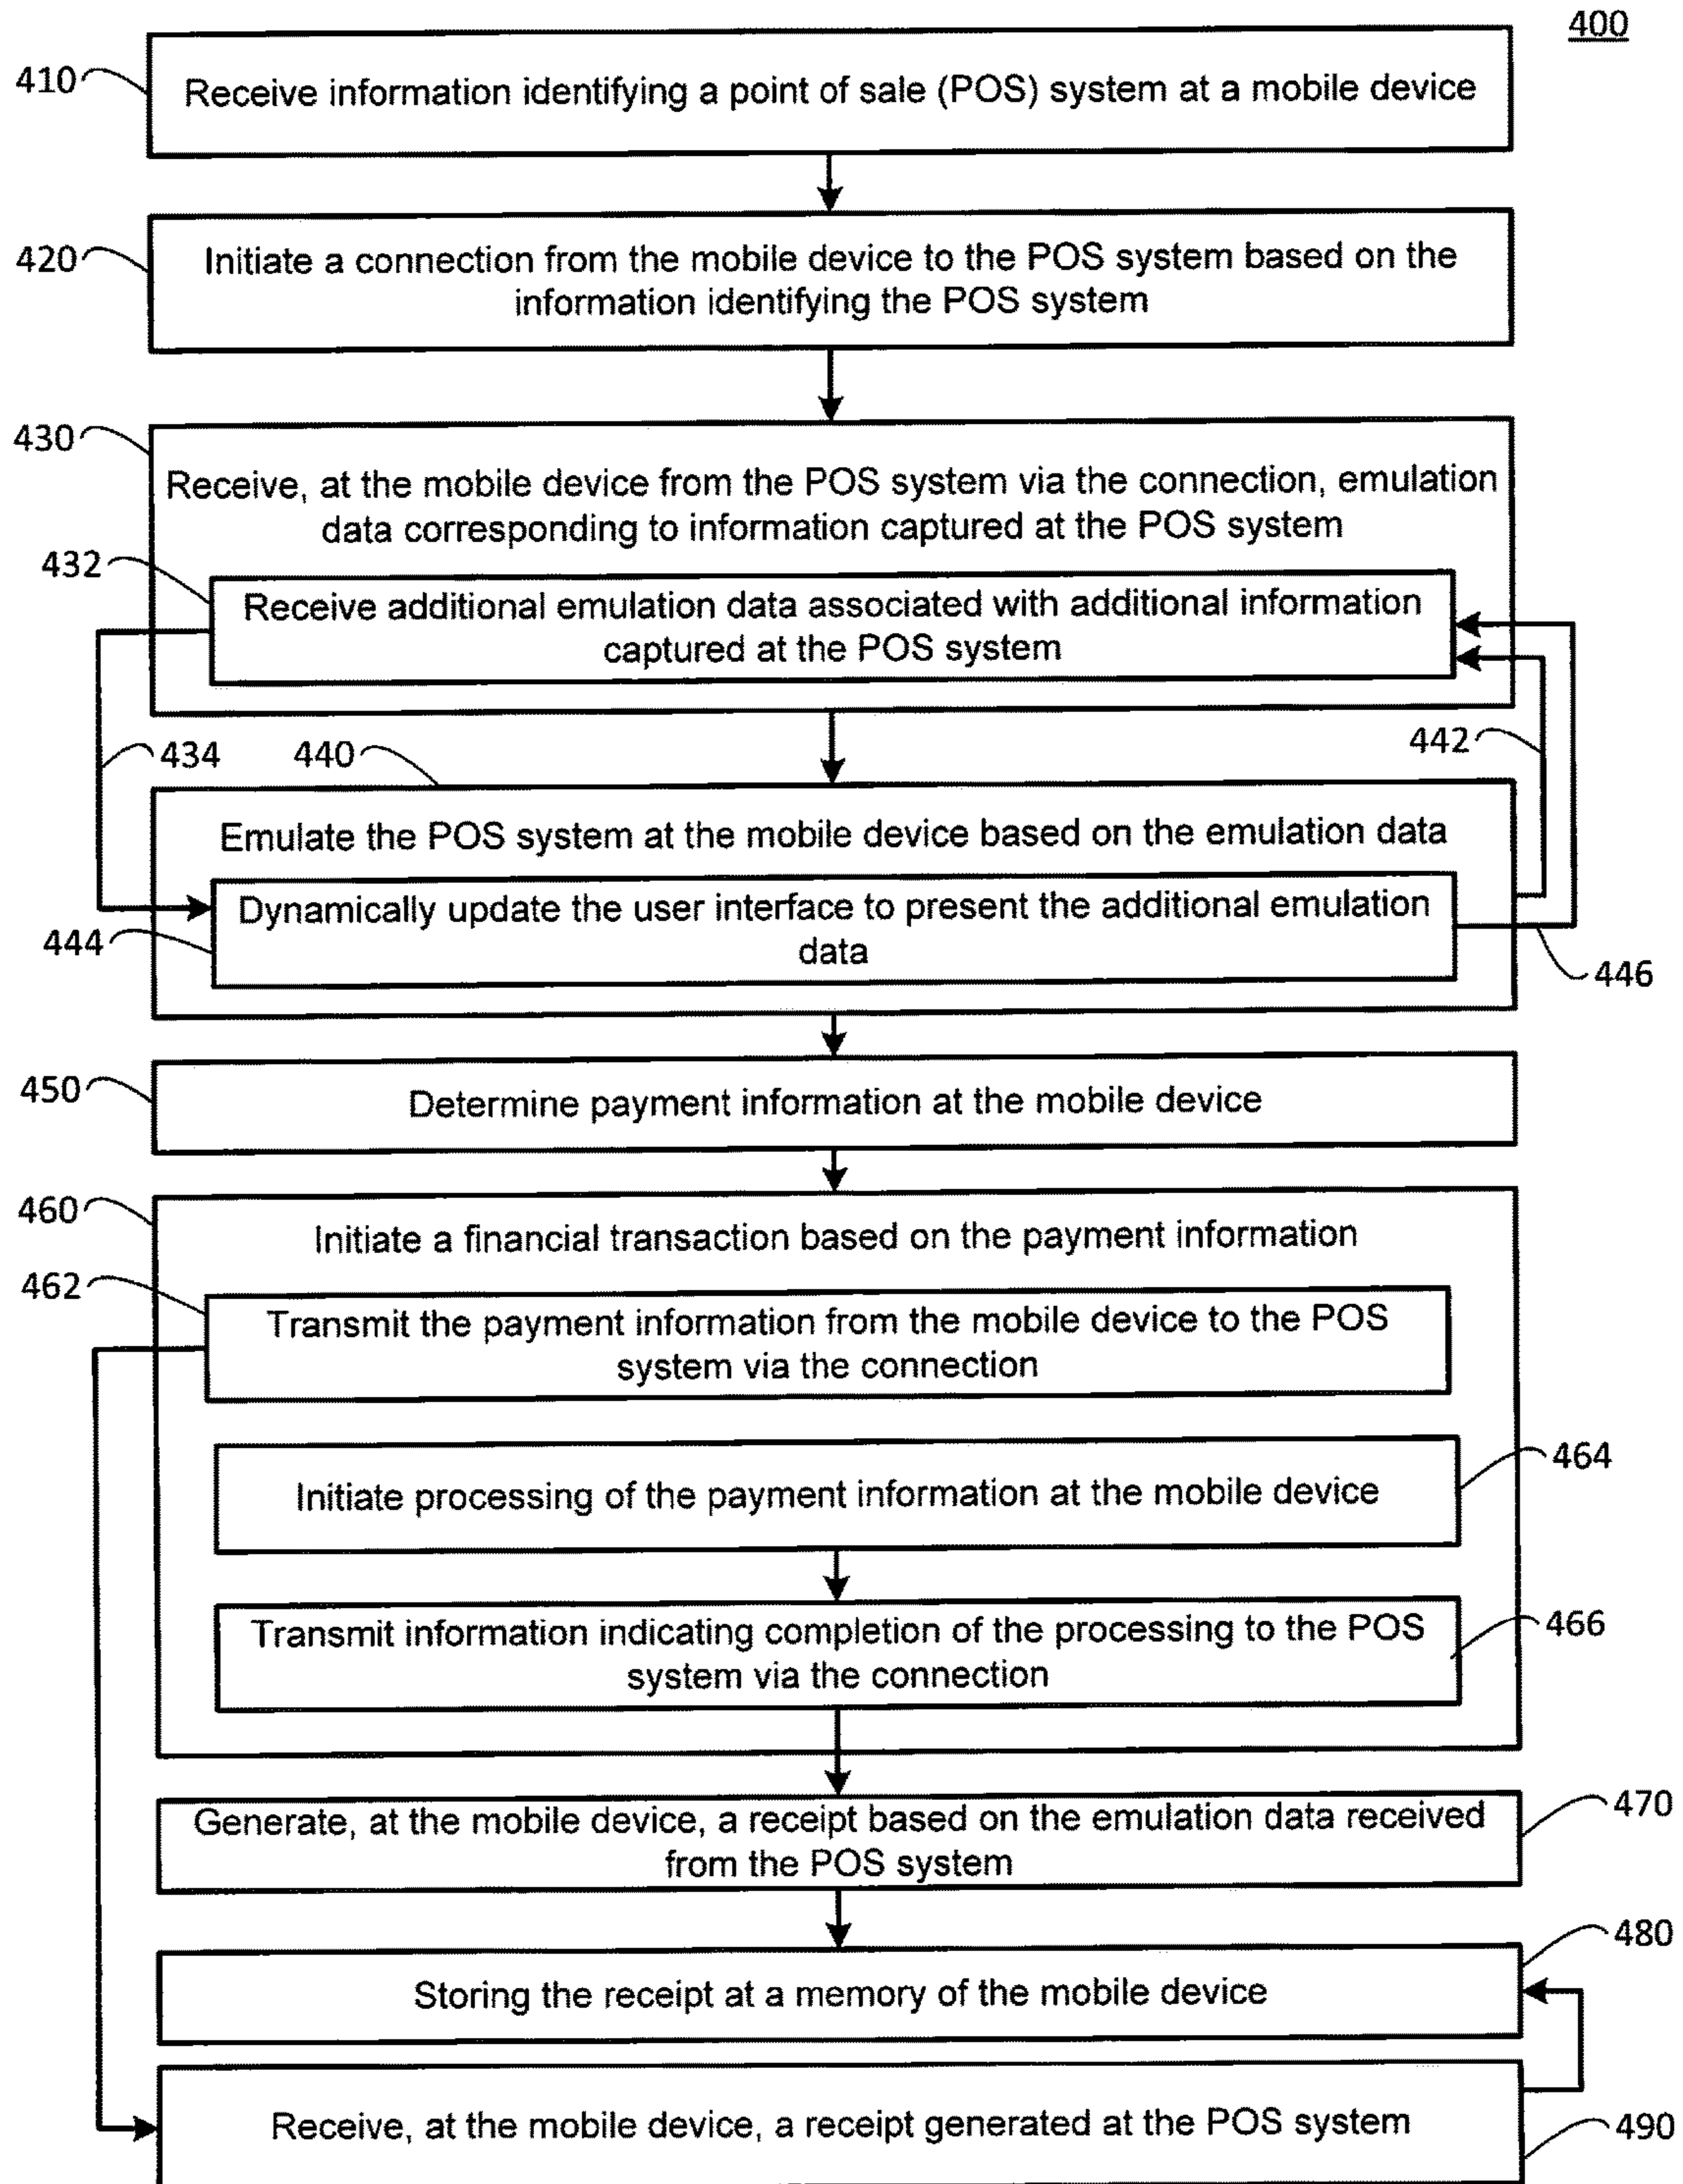 400
410
Receive information identifying a point of sale (POS) system at a mobile device
420
Initiate a connection from the mobile device to the POS system based on the
information identifying the POS system
430
Receive, at the mobile device from the POS system via the connection, emulation
data corresponding to information captured at the POS system
432
Receive additional emulation data associated with additional information
captured at the POS system
434
440
442
Emulate the POS system at the mobile device based on the emulation data
Dynamically update the user interface to present the additional emulation
data
444
446
450
Determine payment information at the mobile device
460
Initiate a financial transaction based on the payment information
462
Transmit the payment information from the mobile device to the POS
system via the connection
464
Initiate processing of the payment information at the mobile device
Transmit information indicating completion of the processing to the POS
system via the connection
466
470
Generate, at the mobile device, a receipt based on the emulation data received
from the POS system
480
Storing the receipt at a memory of the mobile device
Receive, at the mobile device, a receipt generated at the POS system
490